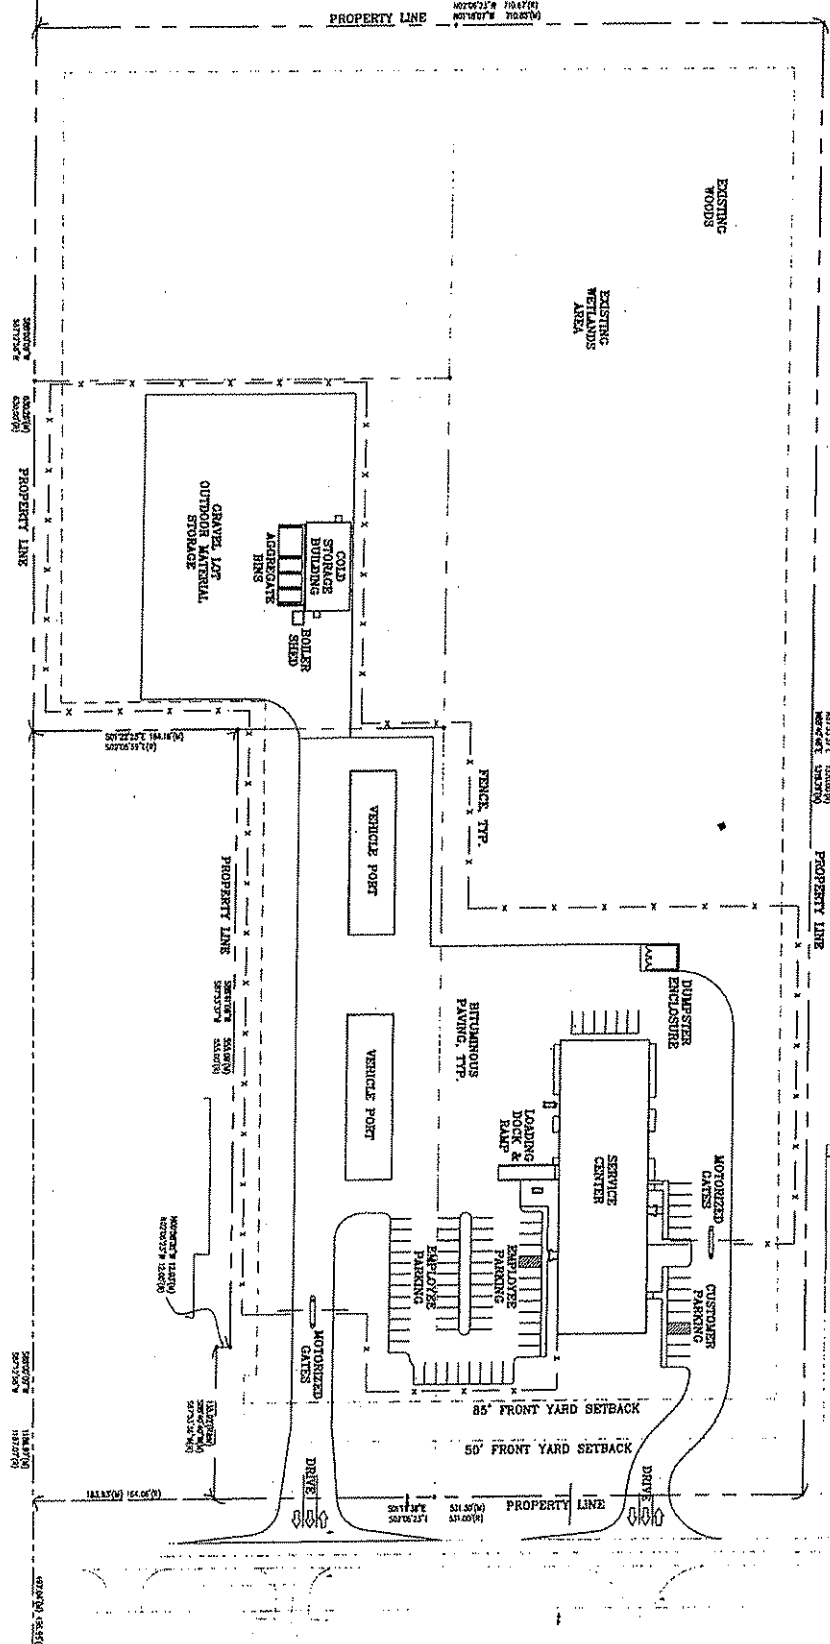 PROPERTY LINE
EXISTING
WOODS
EXISTING
WETLANDS
AREA
PROPERTY LINE
GRAVEL LOT
OUTDOOR MATERIAL
STORAGE
COLD
STORAGE
BUILDING
AGGREGATE
BINS
BOILER
SHED
FENCE, TYP.
VEHICLE PORT
PROPERTY LINE
PROPERTY LINE
DUMPSTER
ENCLOSURE
BITUMINOUS
PAVING, TYP.
VEHICLE PORT
LOADING
DOCK &
RAMP
SERVICE
CENTER
MOTORIZED
GATES
EMPLOYEE
PARKING
EMPLOYEE
PARKING
CUSTOMER
PARKING
MOTORIZED
GATES
85' FRONT YARD SETBACK
50' FRONT YARD SETBACK
DRIVE
DRIVE
PROPERTY LINE